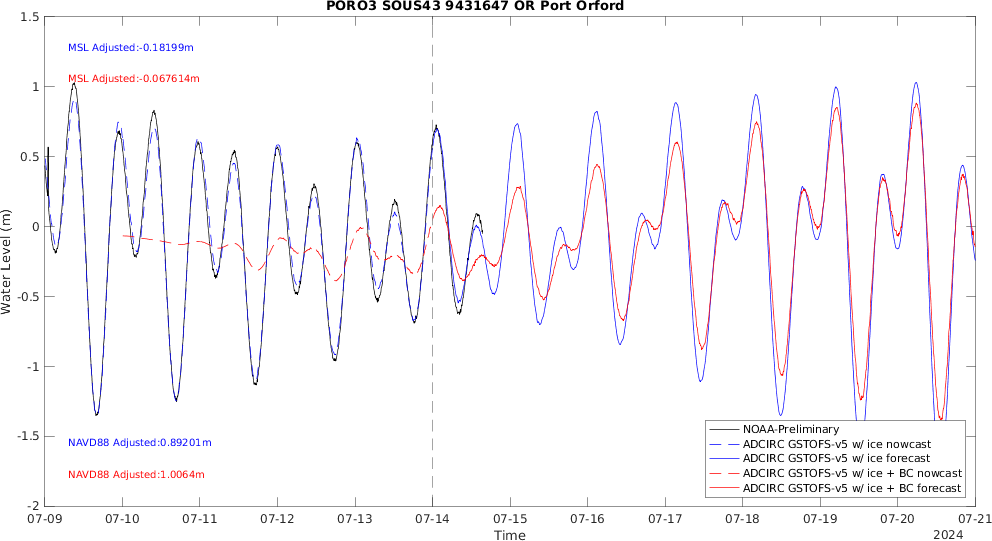 PORO3 SOUS43 9431647 OR Port Orford
MSL Adjusted:-0.18199m
MSL Adjusted:-0.067614m
NAVD88 Adjusted:0.89201m
NAVD88 Adjusted:1.0064m
Water Level (m)
1.5
1
0.5
0
-0.5
-1
-1.5
-2
NOAA-Preliminary
ADCIRC GSTOFS-v5 w/ ice nowcast
ADCIRC GSTOFS-v5 w/ ice forecast
ADCIRC GSTOFS-v5 w/ ice + BC nowcast
ADCIRC GSTOFS-v5 w/ ice + BC forecast
07-09 07-10 07-11 07-12 07-13 07-14 07-15 07-16 07-17 07-18 07-19 07-20 07-21
Time
2024